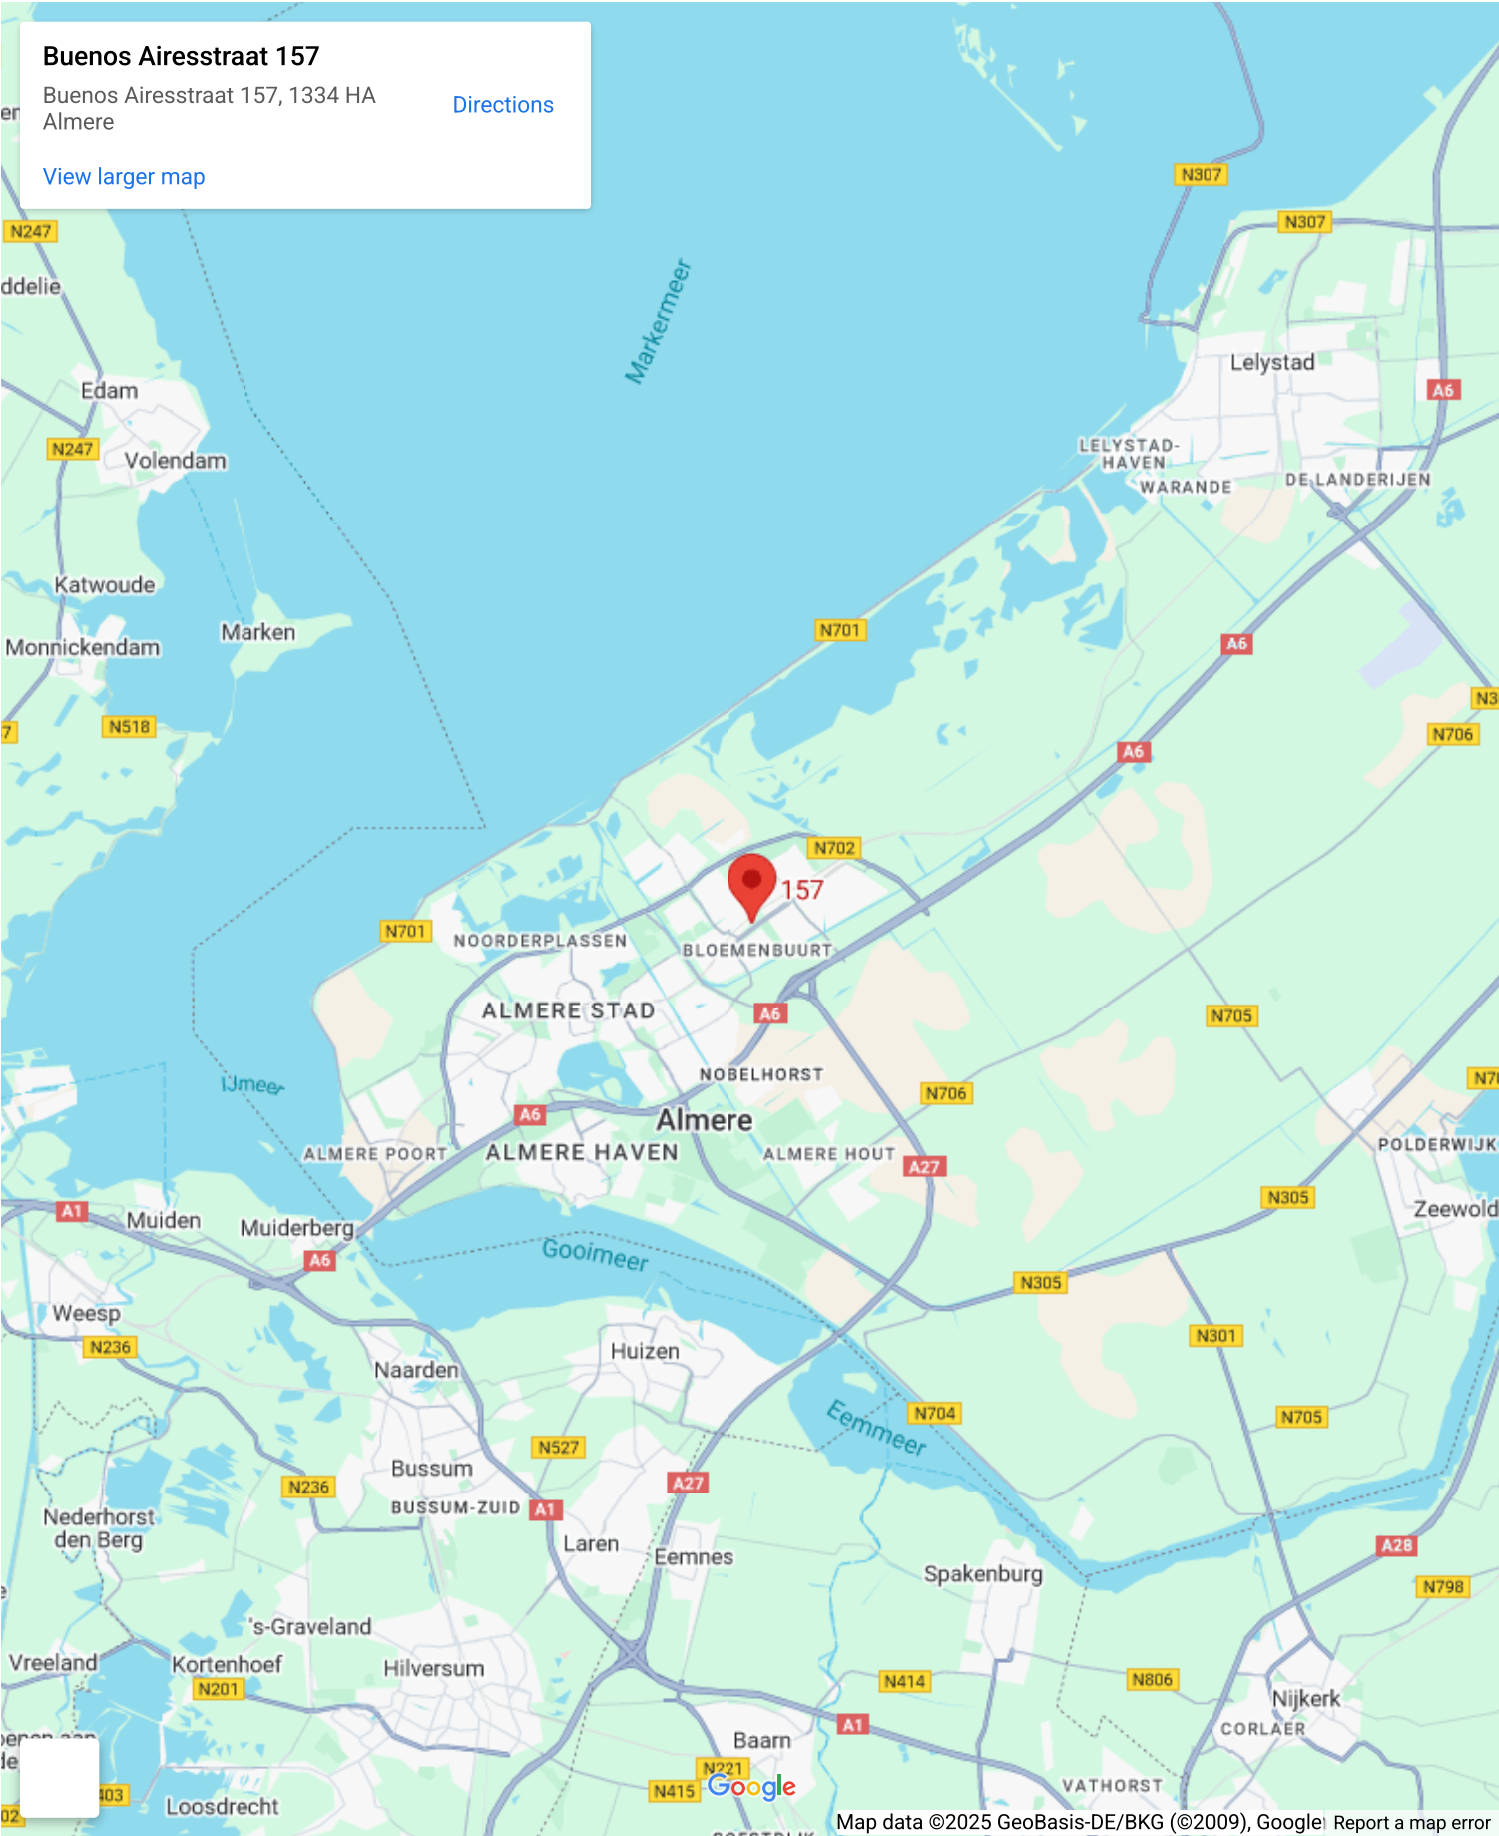 Buenos Airesstraat 157
Buenos Airesstraat 157, 1334 HA
Almere
Directions
View larger map
N307
N307
N247
Markermeer
Lelystad
Edam
A6
N247
Volendam
LELYSTAD-
HAVEN
WARANDE
DE LANDERIJEN
Katwoude
Marken
N701
Monnickendam
A6
N518
N706
A6
N702
157
N701
NOORDERPLASSEN
BLOEMENBUURT
ALMERE STAD
A6
N705
NOBELHORST
IJmeer
N706
A6
Almere
ALMERE POORT
ALMERE HAVEN
ALMERE HOUT
A27
POLDERWIJK
N305
A1
Muiden
Muiderberg
Zeewold
Gooimeer
A6
N305
Weesp
N236
N301
Huizen
Naarden
N704
Eemmeer
N705
N527
Bussum
N236
A27
BUSSUM-ZUID
A1
Nederhorst
den Berg
Laren
Eemnes
A28
Spakenburg
N798
's-Graveland
Vreeland
Kortenhoef
Hilversum
N201
N414
N806
Nijkerk
CORLAER
A1
Baarn
N221
N415
Google
VATHORST
Loosdrecht
Map data ©2025 GeoBasis-DE/BKG (©2009), Google
Report a map error